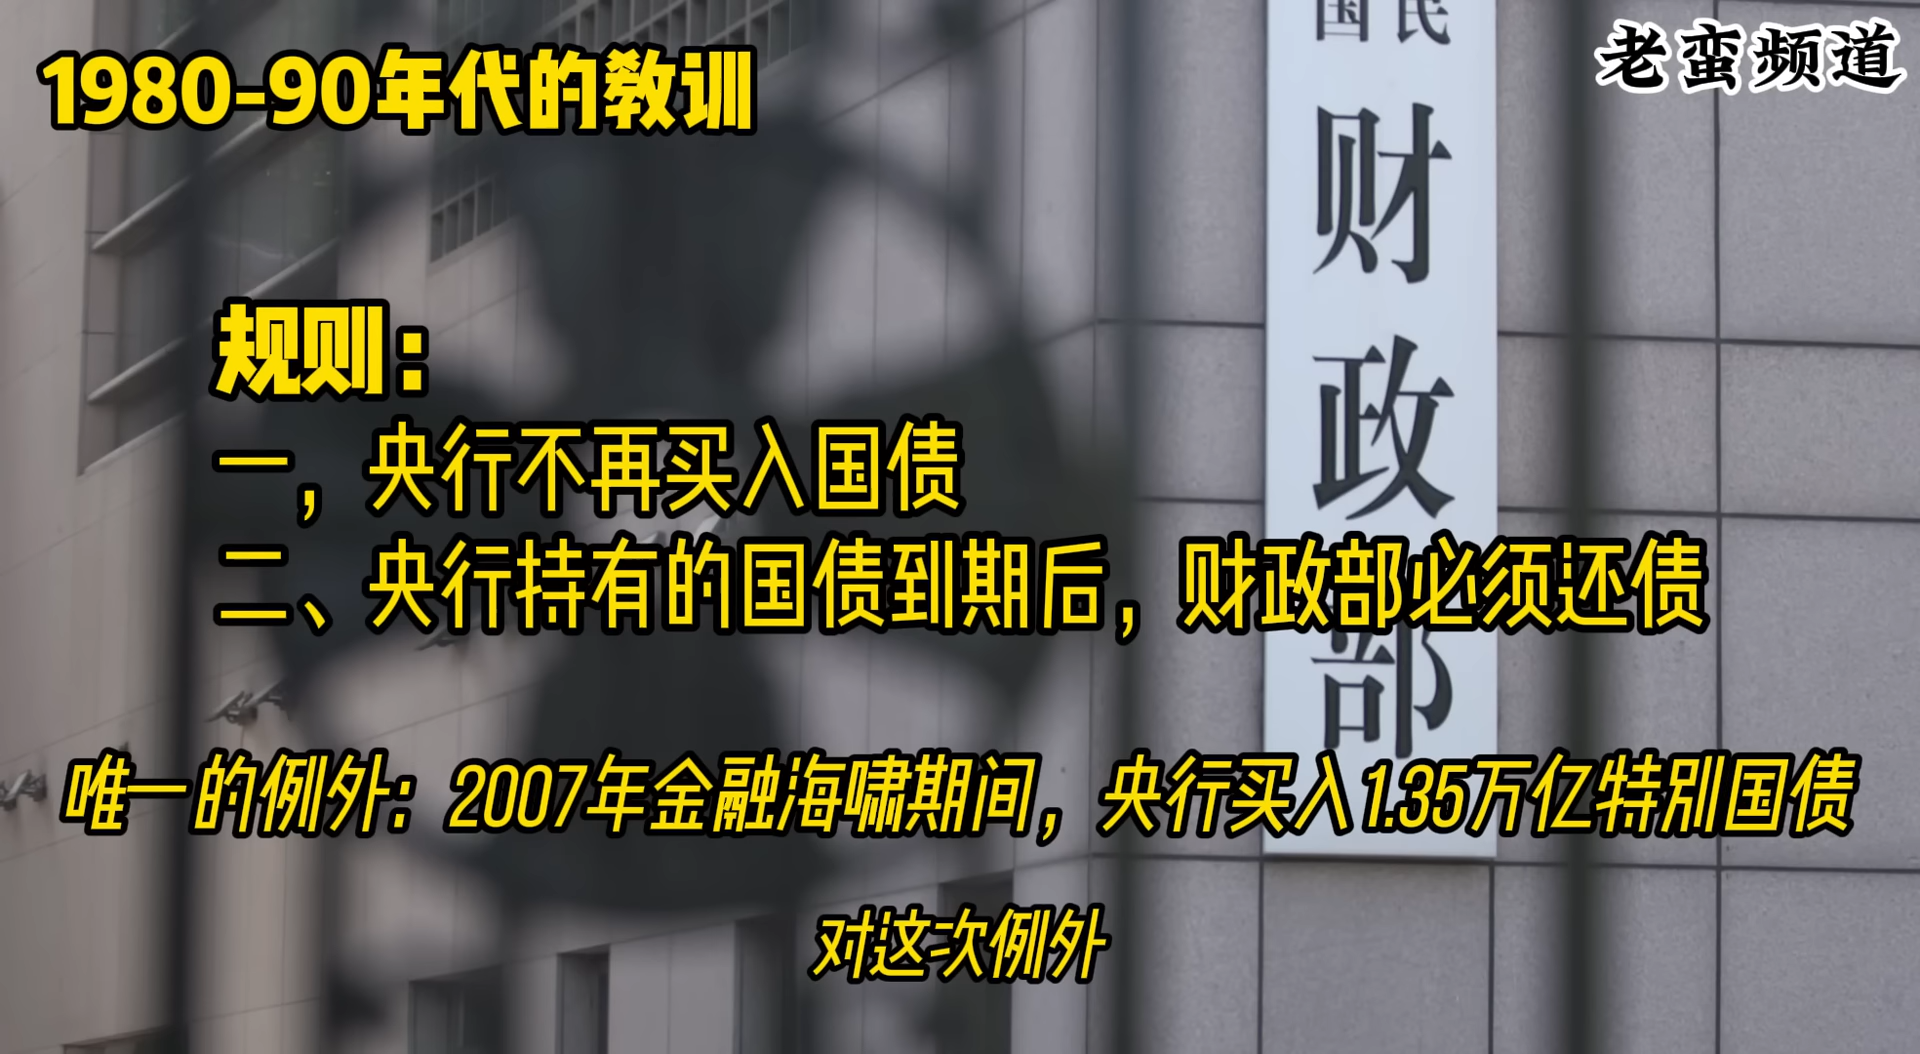 1980-90年代的教训
老蛮频道
国民
财政部
规则：
一，央行不再买入国债
二、央行持有的国债到期后，财政部必须还债
唯一的例外：2007年金融海啸期间，央行买入1.35万亿特别国债
对这次例外